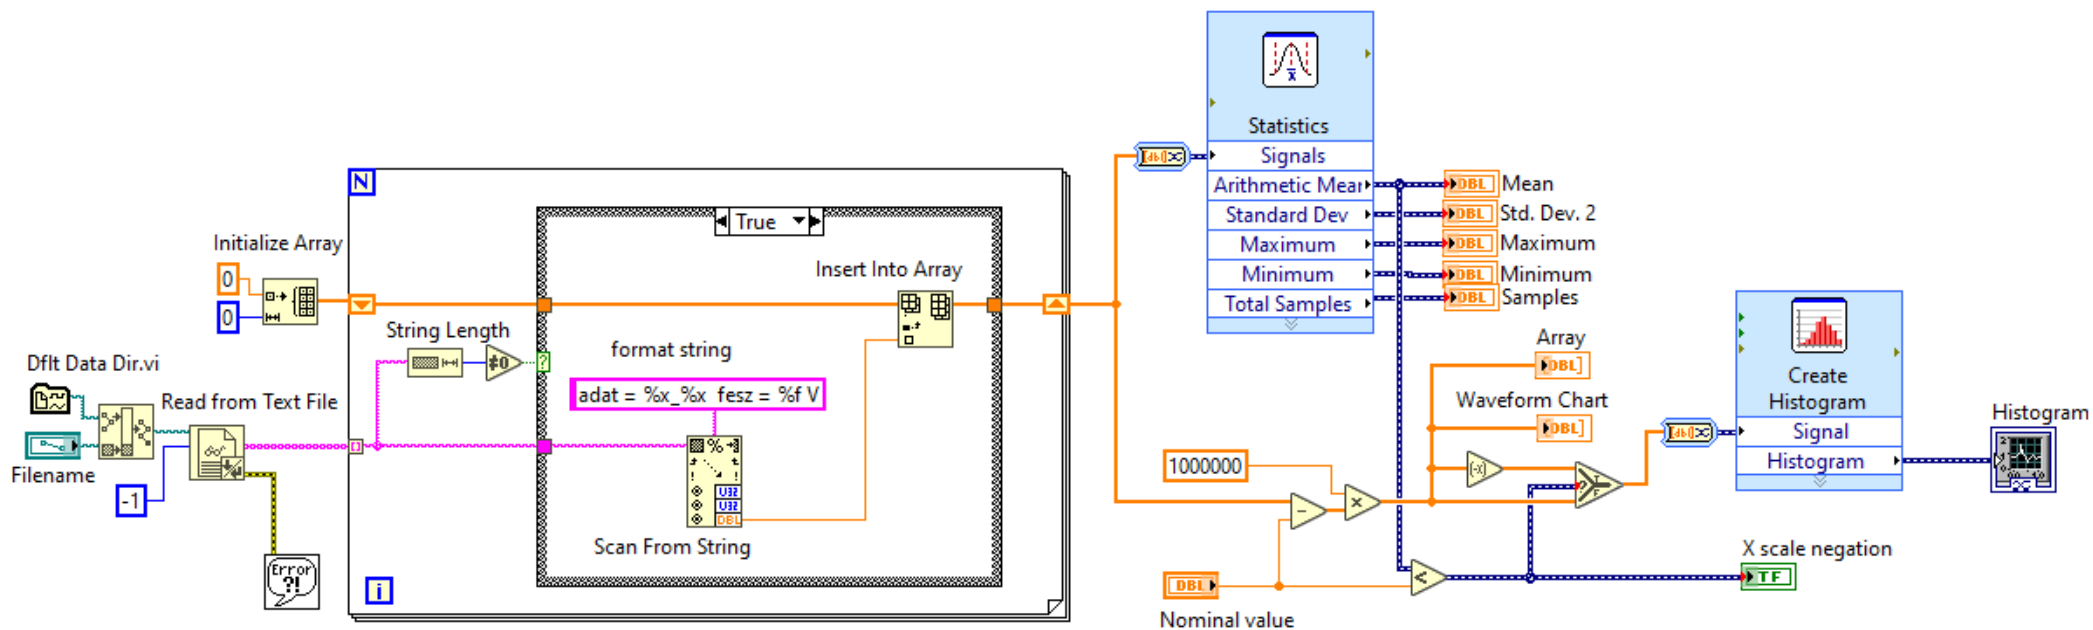 Statistics
Signals
Arithmetic Mear
Standard Dev
Maximum
Minimum
Total Samples
DBL Mean
DBL Std. Dev. 2
DBL Maximum
DBL Minimum
DBL Samples
N
True
Initialize Array
0
0
Insert Into Array
String Length
≠0
?
format string
adat = %x_%x fesz = %f V
Dflt Data Dir.vi
Read from Text File
Filename
-1
%
U32
U32
DBL
Scan From String
Error
?!
i
Array
DBL]
Waveform Chart
DBL]
1000000
-
x
(-x)
?
T
F
<
DBL
Nominal value
Create
Histogram
Signal
Histogram
Histogram
X scale negation
TF